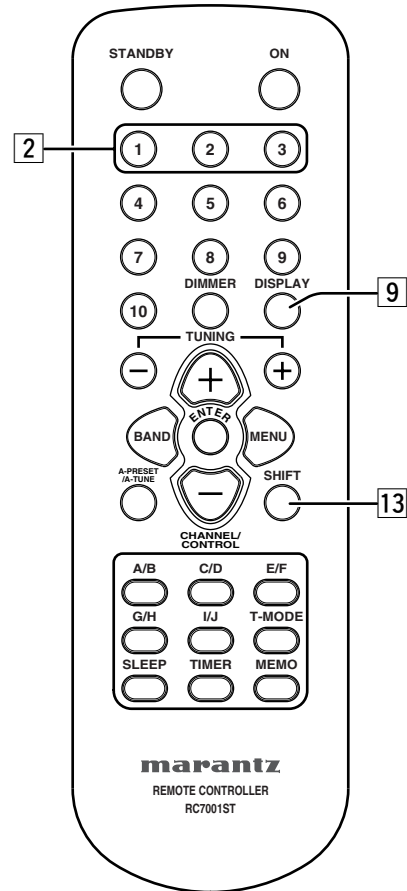 STANDBY ON
2 1 2 3
4 5 6
7 8 9
DIMMER DISPLAY
10 9
TUNING
− + +
ENTER
BAND MENU
A-PRESET
/A-TUNE
SHIFT
− 13
CHANNEL/
CONTROL
A/B C/D E/F
G/H I/J T-MODE
SLEEP TIMER MEMO
marantz
REMOTE CONTROLLER
RC7001ST